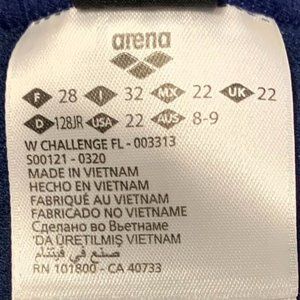 arena
F 28 I 32 MX 22 UK 22
D 128JR USA 22 AUS 8-9
W CHALLENGE FL - 003313
S00121 - 0320
MADE IN VIETNAM
HECHO EN VIETNAM
FABRIQUÉ AU VIETNAM
FABRICADO NO VIETNAME
Сделано во Вьетнаме
'DA ÜRETILMIŞ VIETNAM
صنع في فيتنام
RN 101800 - CA 40733